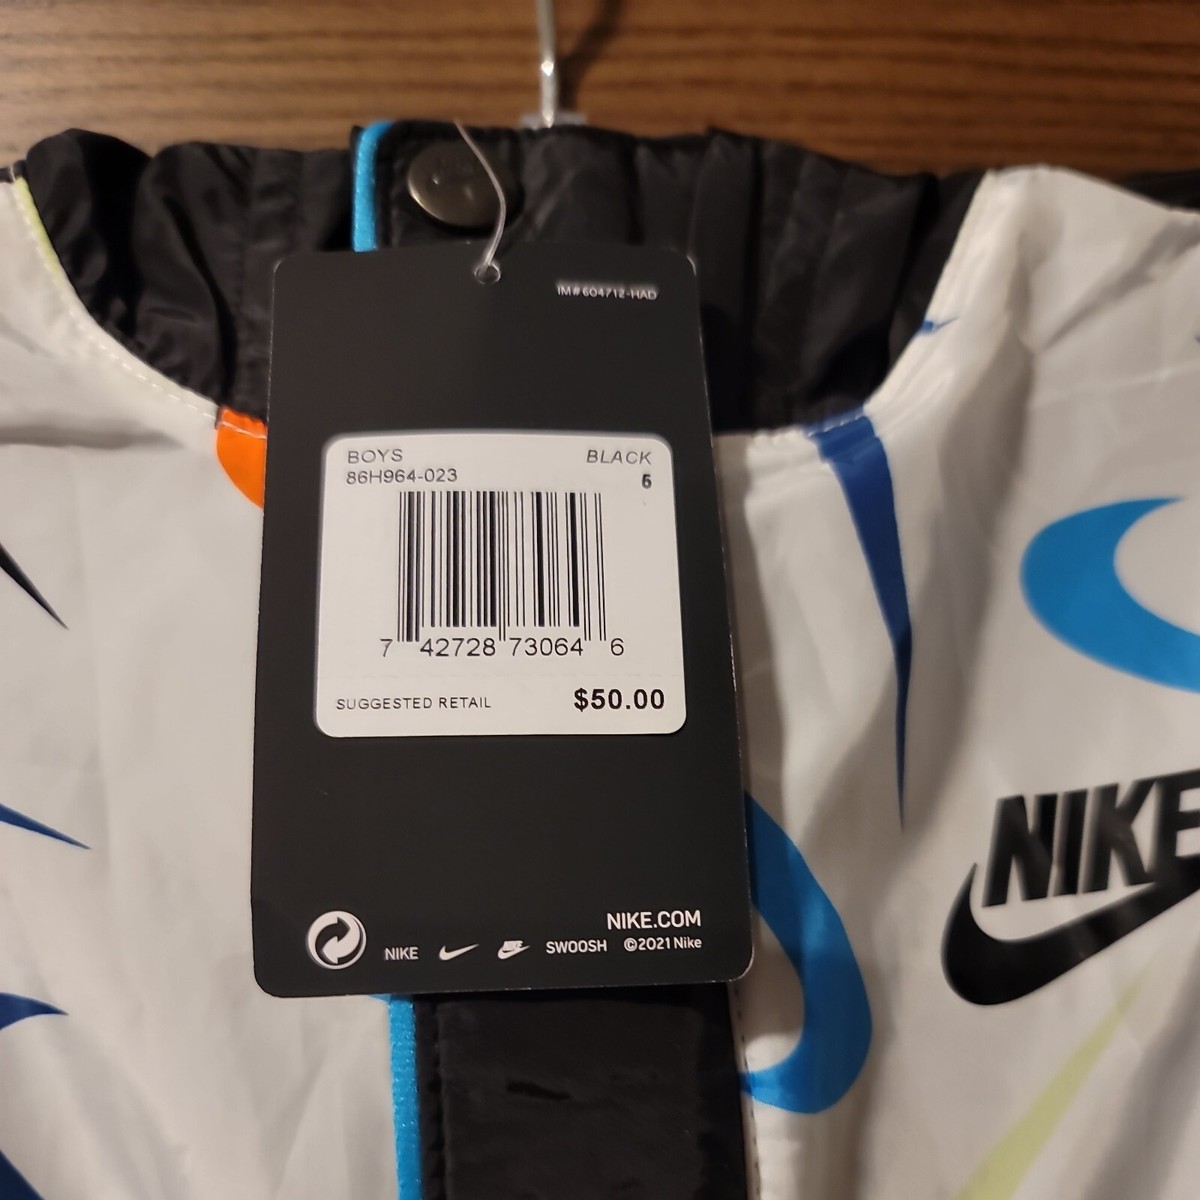 IM#604712-HAD
BOYS BLACK
86H964-023 6
7 42728 73064 6
SUGGESTED RETAIL $50.00
NIKE.COM
NIKE SWOOSH ©2021 Nike
NIKE